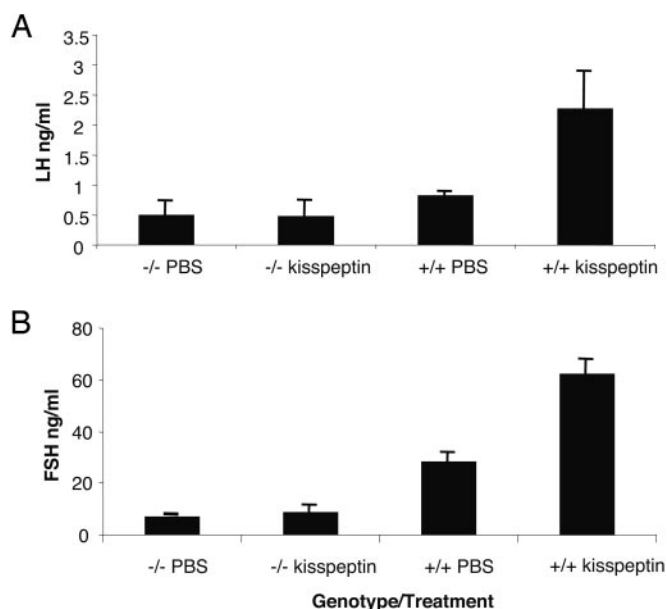 A
3.5
3
2.5
2
1.5
1
0.5
0
LH ng/ml
-/- PBS -/- kisspeptin +/+ PBS +/+ kisspeptin
B
80
60
40
20
0
FSH ng/ml
-/- PBS -/- kisspeptin +/+ PBS +/+ kisspeptin
Genotype/Treatment